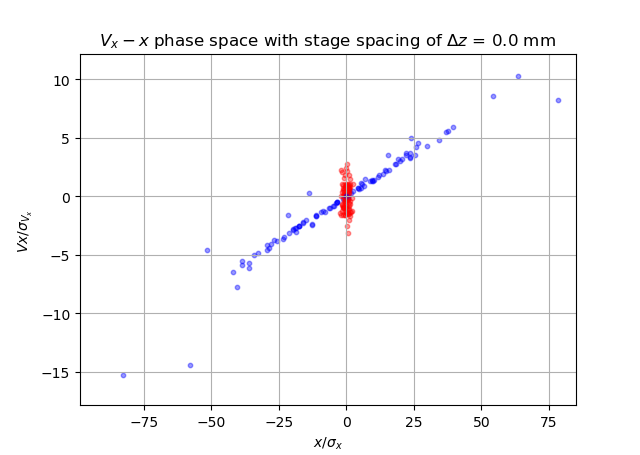 $V_x - x$ phase space with stage spacing of $\Delta z$ = 0.0 mm
10
5
0
−5
−10
−15
$Vx/\sigma_{V_x}$
−75 −50 −25 0 25 50 75
$x/\sigma_x$